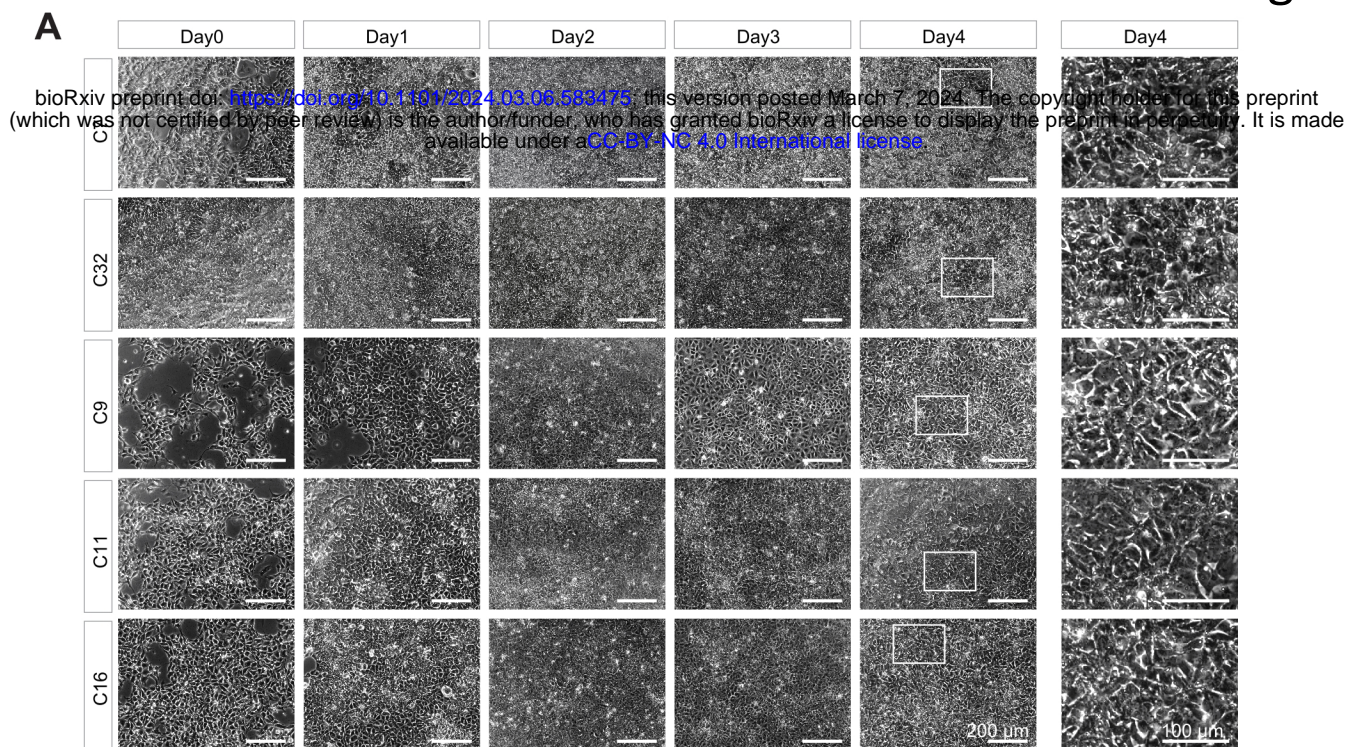 A
Day0 Day1 Day2 Day3 Day4 Day4
bioRxiv preprint doi: https://doi.org/10.1101/2024.03.06.583475; this version posted March 7, 2024. The copyright holder for this preprint
(which was not certified by peer review) is the author/funder, who has granted bioRxiv a license to display the preprint in perpetuity. It is made
available under aCC-BY-NC 4.0 International license.
C32
C9
C11
C16
200 μm 100 μm